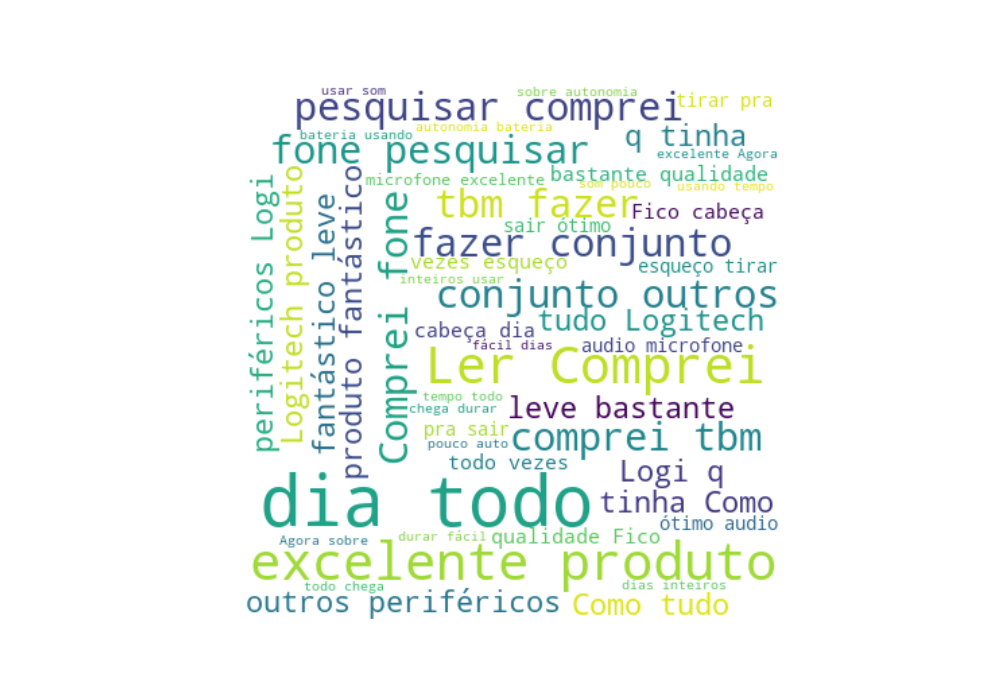 usar som
sobre autonomia
pesquisar comprei
tirar pra
autonomia bateria
bateria usando
q tinha
fone pesquisar
excelente Agora
microfone excelente
bastante qualidade
som pouco
usando tempo
tbm fazer
Fico cabeça
sair ótimo
fazer conjunto
vezes esqueço
esqueço tirar
inteiros usar
conjunto outros
periféricos Logi
Logitech produto
fantástico leve
produto fantástico
Comprei fone
tudo Logitech
cabeça dia
fácil dias
audio microfone
Ler Comprei
tempo todo
chega durar
leve bastante
pra sair
pouco auto
comprei tbm
todo vezes
Logi q
dia todo
tinha Como
ótimo audio
Agora sobre
durar fácil
qualidade Fico
excelente produto
todo chega
dias inteiros
outros periféricos
Como tudo